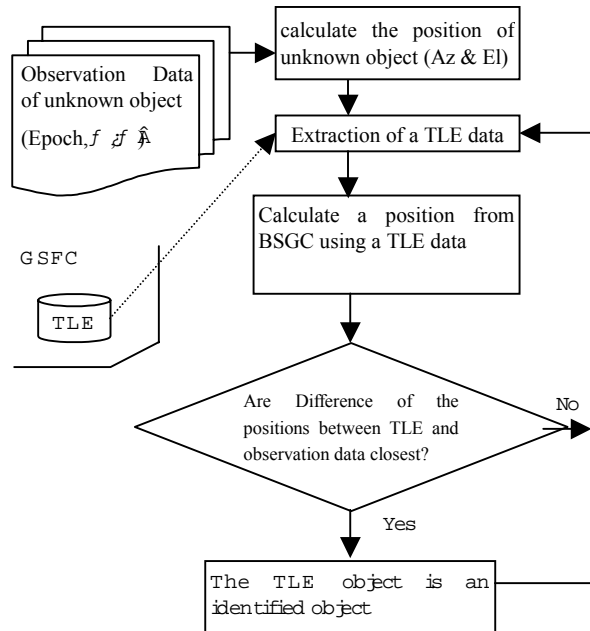 calculate the position of
unknown object (Az & El)
Observation Data
of unknown object
(Epoch,
Extraction of a TLE data
Calculate a position from
BSGC using a TLE data
GSFC
TLE
Are Difference of the
positions between TLE and
observation data closest?
No
Yes
The TLE object is an
identified object